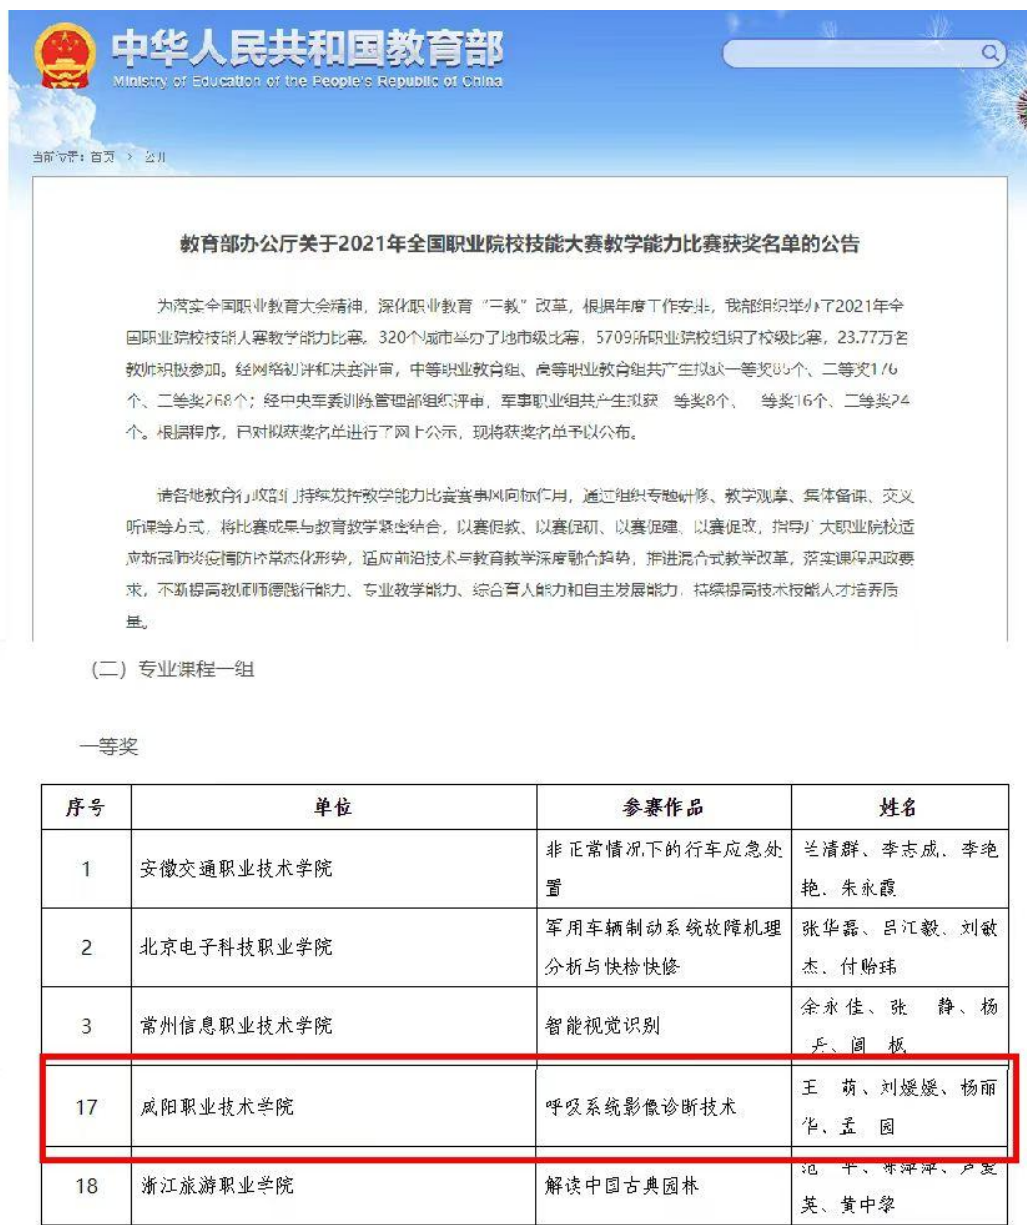 中华人民共和国教育部
Ministry of Education of the People's Republic of China
当前位置：首页 > 公开
教育部办公厅关于2021年全国职业院校技能大赛教学能力比赛获奖名单的公告
为落实全国职业教育大会精神，深化职业教育“三教”改革，根据年度工作安排，我部组织举办了2021年全
国职业院校技能大赛教学能力比赛。320个城市举办了地市级比赛，5709所职业院校组织了校级比赛，23.77万名
教师积极参加。经网络初评和决赛评审，中等职业教育组、高等职业教育组共产生拟获一等奖85个、二等奖176
个、三等奖268个；经中央军委训练管理部组织评审，军事职业组共产生拟获一等奖8个、二等奖16个、三等奖24
个。根据程序，已对拟获奖名单进行了网上公示，现将获奖名单予以公布。
请各地教育行政部门持续发挥教学能力比赛赛事风向标作用，通过组织专题研修、教学观摩、集体备课、交叉
听课等方式，将比赛成果与教育教学紧密结合，以赛促教、以赛促研、以赛促建、以赛促改，指导广大职业院校适
应新冠肺炎疫情防控常态化形势，适应前沿技术与教育教学深度融合趋势，推进混合式教学改革，落实课程思政要
求，不断提高教师师德践行能力、专业教学能力、综合育人能力和自主发展能力，持续提高技术技能人才培养质
量。
（二）专业课程一组
一等奖
序号 单位 参赛作品 姓名
1 安徽交通职业技术学院 非正常情况下的行车应急处 兰清群、李志成、李艳
置 艳、朱永霞
2 北京电子科技职业学院 军用车辆制动系统故障机理 张华磊、吕江毅、刘敏
分析与快检快修 杰、付贻玮
3 常州信息职业技术学院 智能视觉识别 余永佳、张 静、杨
丹、闾 枫
17 咸阳职业技术学院 呼吸系统影像诊断技术 王 萌、刘媛媛、杨丽
华、孟 园
18 浙江旅游职业学院 解读中国古典园林 范 平、陈萍萍、卢爱
英、黄中黎